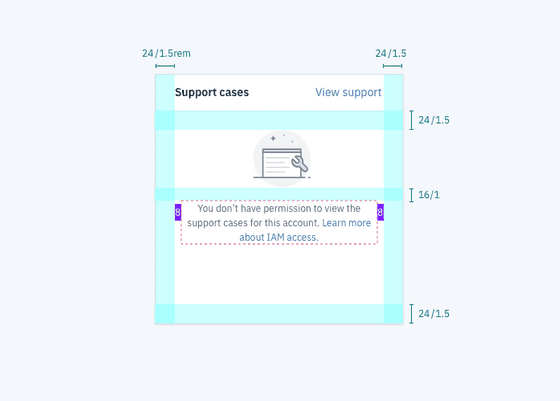 24/1.5rem
24/1.5
Support cases
View support
24/1.5
16/1
8
8
You don't have permission to view the
support cases for this account. Learn more
about IAM access.
24/1.5